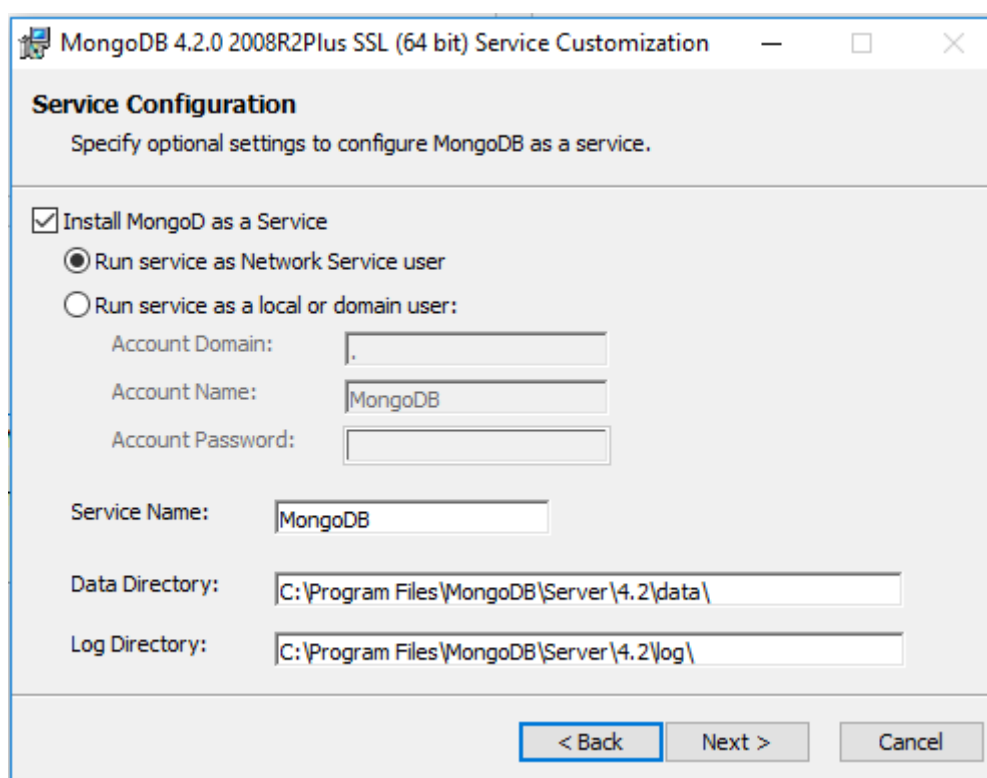 MongoDB 4.2.0 2008R2Plus SSL (64 bit) Service Customization
Service Configuration
Specify optional settings to configure MongoDB as a service.
Install MongoD as a Service
Run service as Network Service user
Run service as a local or domain user:
Account Domain: .
Account Name: MongoDB
Account Password:
Service Name: MongoDB
Data Directory: C:\Program Files\MongoDB\Server\4.2\data\
Log Directory: C:\Program Files\MongoDB\Server\4.2\log\
< Back Next > Cancel